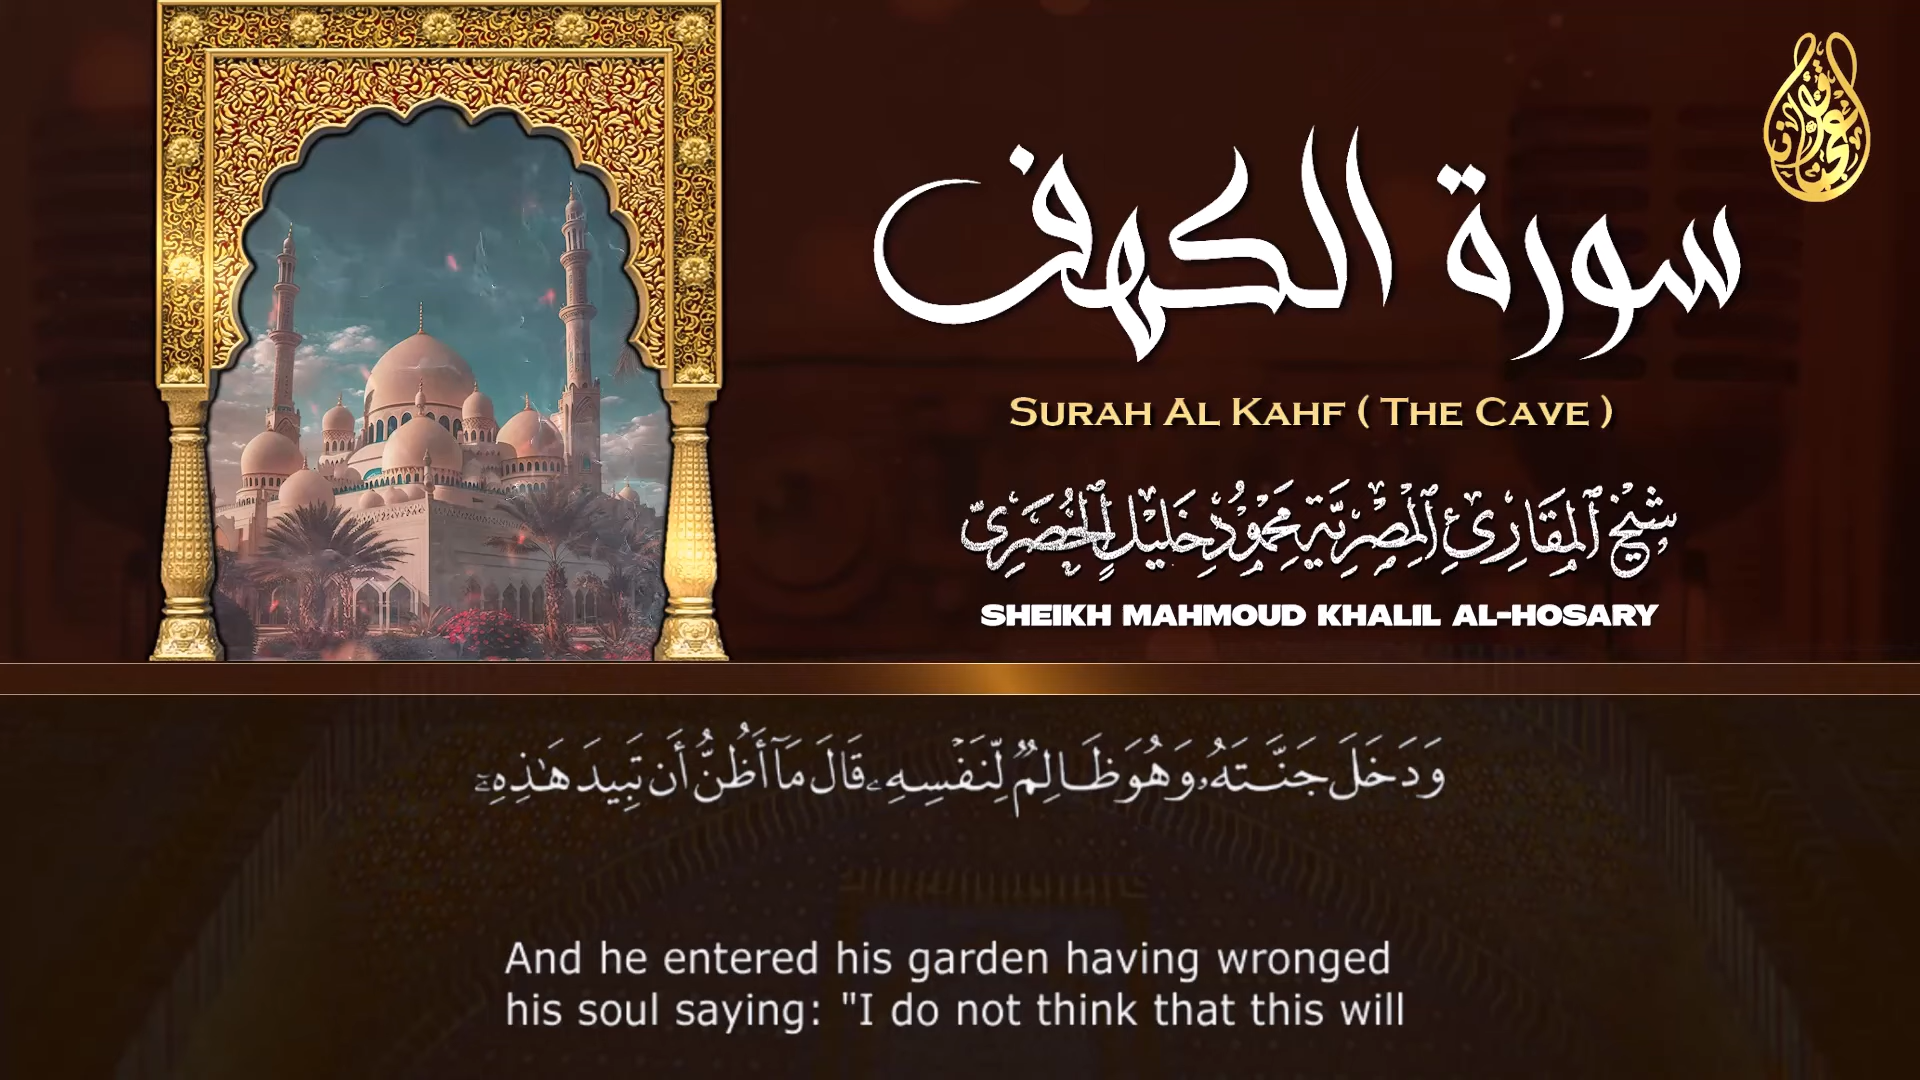 سورة الكهف
SURAH AL KAHF ( THE CAVE )
شيخ المقارئ المصرية محمود خليل الحصري
SHEIKH MAHMOUD KHALIL AL-HOSARY
وَدَخَلَ جَنَّتَهُۥ وَهُوَ ظَالِمٌ لِّنَفْسِهِۦ قَالَ مَآ أَظُنُّ أَن تَبِيدَ هَـٰذِهِۦٓ
And he entered his garden having wronged
his soul saying: "I do not think that this will